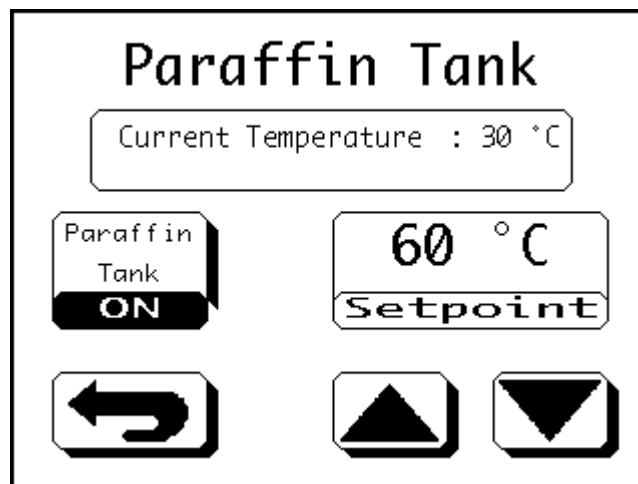 Paraffin Tank
Current Temperature : 30 °C
Paraffin
Tank
ON
60 °C
Setpoint